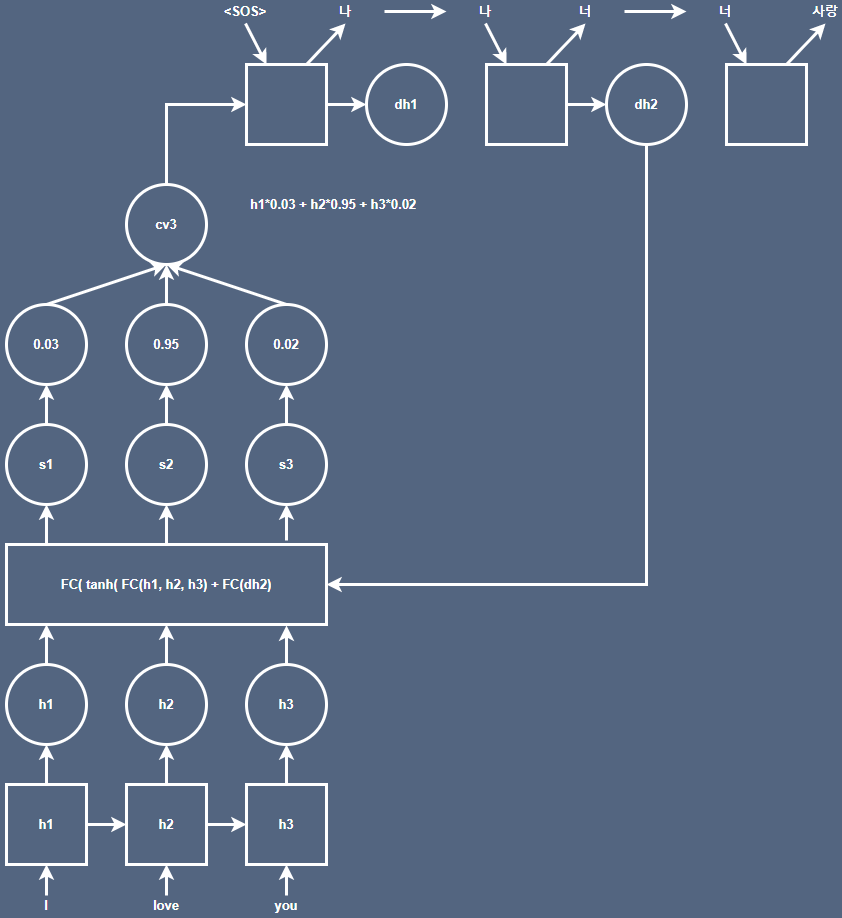 <SOS> 나 나 너 너 사랑
dh1 dh2
cv3 h1*0.03 + h2*0.95 + h3*0.02
0.03 0.95 0.02
s1 s2 s3
FC( tanh( FC(h1, h2, h3) + FC(dh2)
h1 h2 h3
h1 h2 h3
I love you